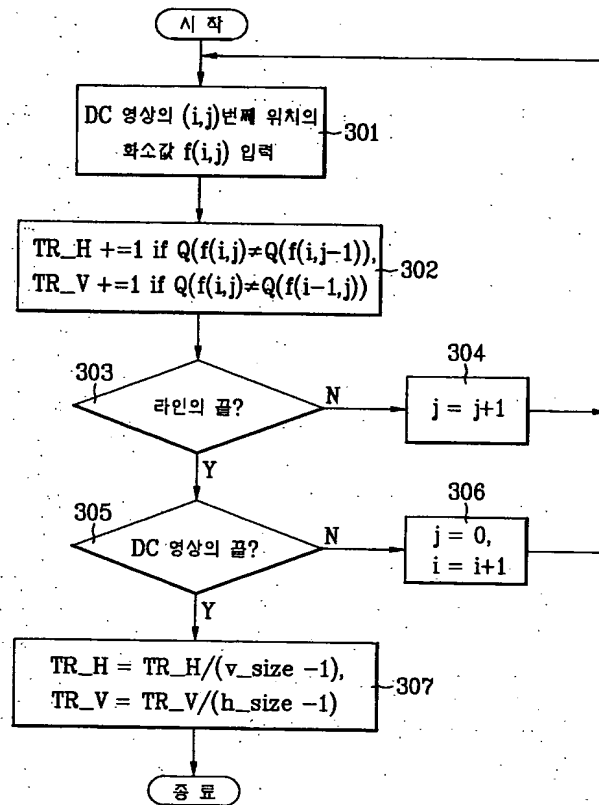 시 작
DC 영상의 (i,j)번째 위치의
화소값 f(i,j) 입력
301
TR_H +=1 if Q(f(i,j)≠Q(f(i,j-1)),
TR_V +=1 if Q(f(i,j)≠Q(f(i-1,j))
302
303
라인의 끝?
N
304
j = j+1
Y
305
DC 영상의 끝?
N
306
j = 0,
i = i+1
Y
TR_H = TR_H/(v_size -1),
TR_V = TR_V/(h_size -1)
307
종 료